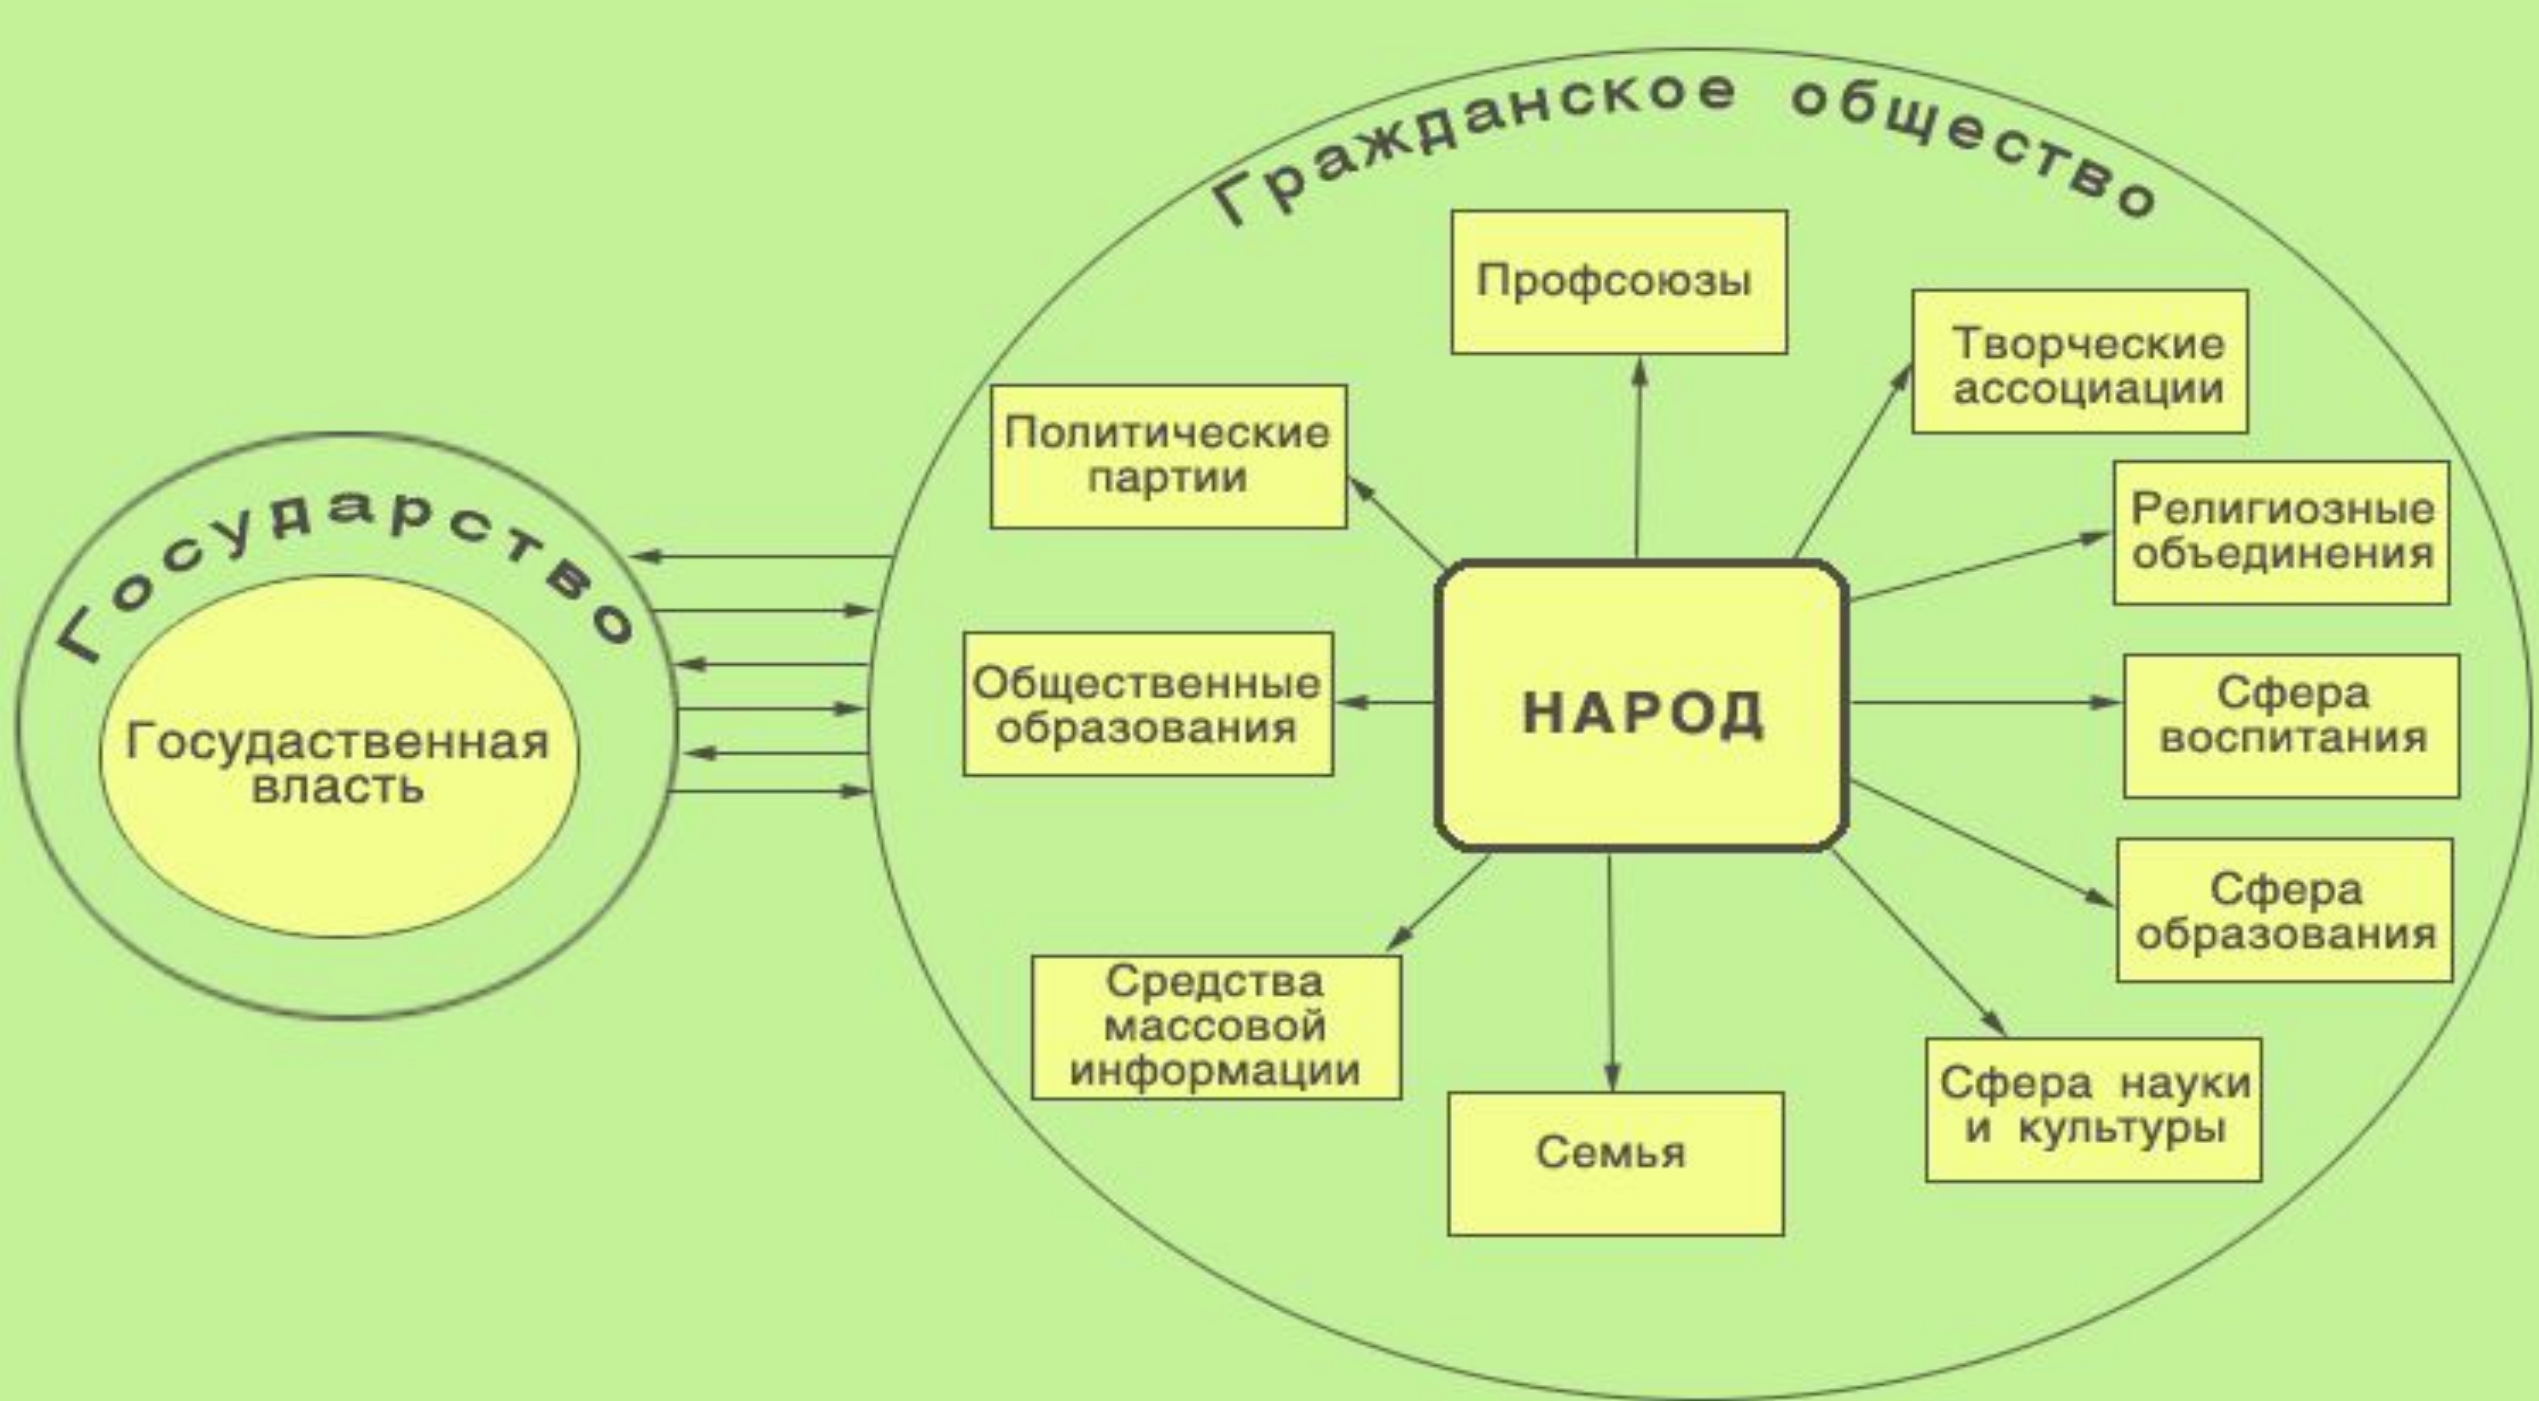 Государство
Госудаственная
власть
Гражданское общество
Профсоюзы
Творческие
ассоциации
Политические
партии
Религиозные
объединения
Общественные
образования
НАРОД
Сфера
воспитания
Сфера
образования
Средства
массовой
информации
Семья
Сфера науки
и культуры